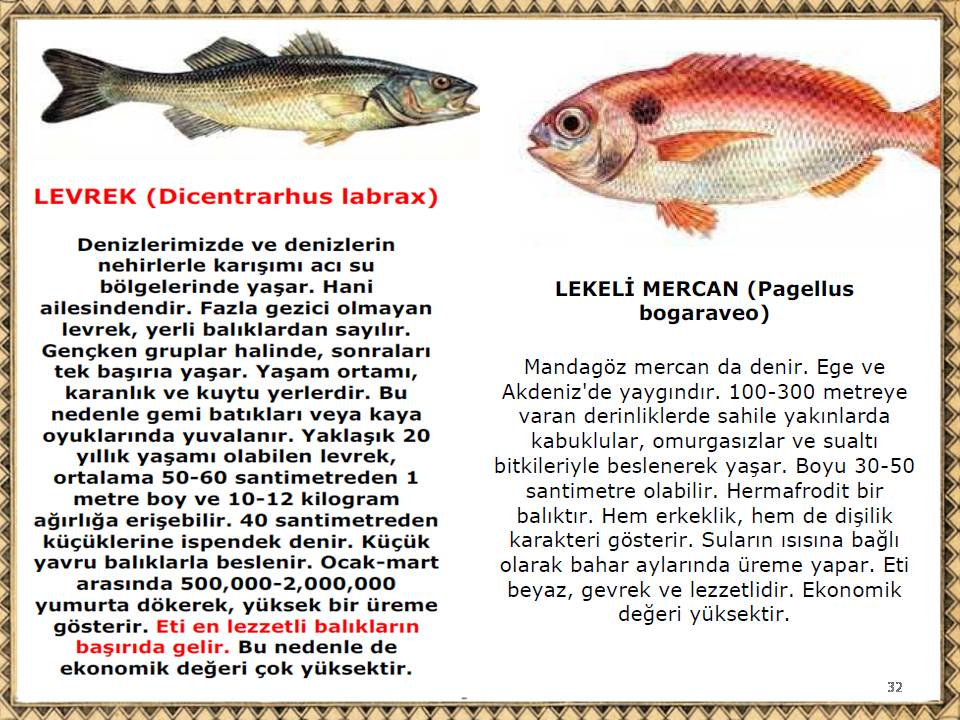 LEVREK (Dicentrarhus labrax)
Denizlerimizde ve denizlerin
nehirlerle karışımı acı su
bölgelerinde yaşar. Hani
ailesindendir. Fazla gezici olmayan
levrek, yerli balıklardan sayılır.
Gençken gruplar halinde, sonraları
tek başırıa yaşar. Yaşam ortamı,
karanlık ve kuytu yerlerdir. Bu
nedenle gemi batıkları veya kaya
oyuklarında yuvalanır. Yaklaşık 20
yıllık yaşamı olabilen levrek,
ortalama 50-60 santimetreden 1
metre boy ve 10-12 kilogram
ağırlığa erişebilir. 40 santimetreden
küçüklerine ispendek denir. Küçük
yavru balıklarla beslenir. Ocak-mart
arasında 500,000-2,000,000
yumurta dökerek, yüksek bir üreme
gösterir. Eti en lezzetli balıkların
başırıda gelir. Bu nedenle de
ekonomik değeri çok yüksektir.
LEKELİ MERCAN (Pagellus
bogaraveo)
Mandagöz mercan da denir. Ege ve
Akdeniz'de yaygındır. 100-300 metreye
varan derinliklerde sahile yakınlarda
kabuklular, omurgasızlar ve sualtı
bitkileriyle beslenerek yaşar. Boyu 30-50
santimetre olabilir. Hermafrodit bir
balıktır. Hem erkeklik, hem de dişilik
karakteri gösterir. Suların ısısına bağlı
olarak bahar aylarında üreme yapar. Eti
beyaz, gevrek ve lezzetlidir. Ekonomik
değeri yüksektir.
32